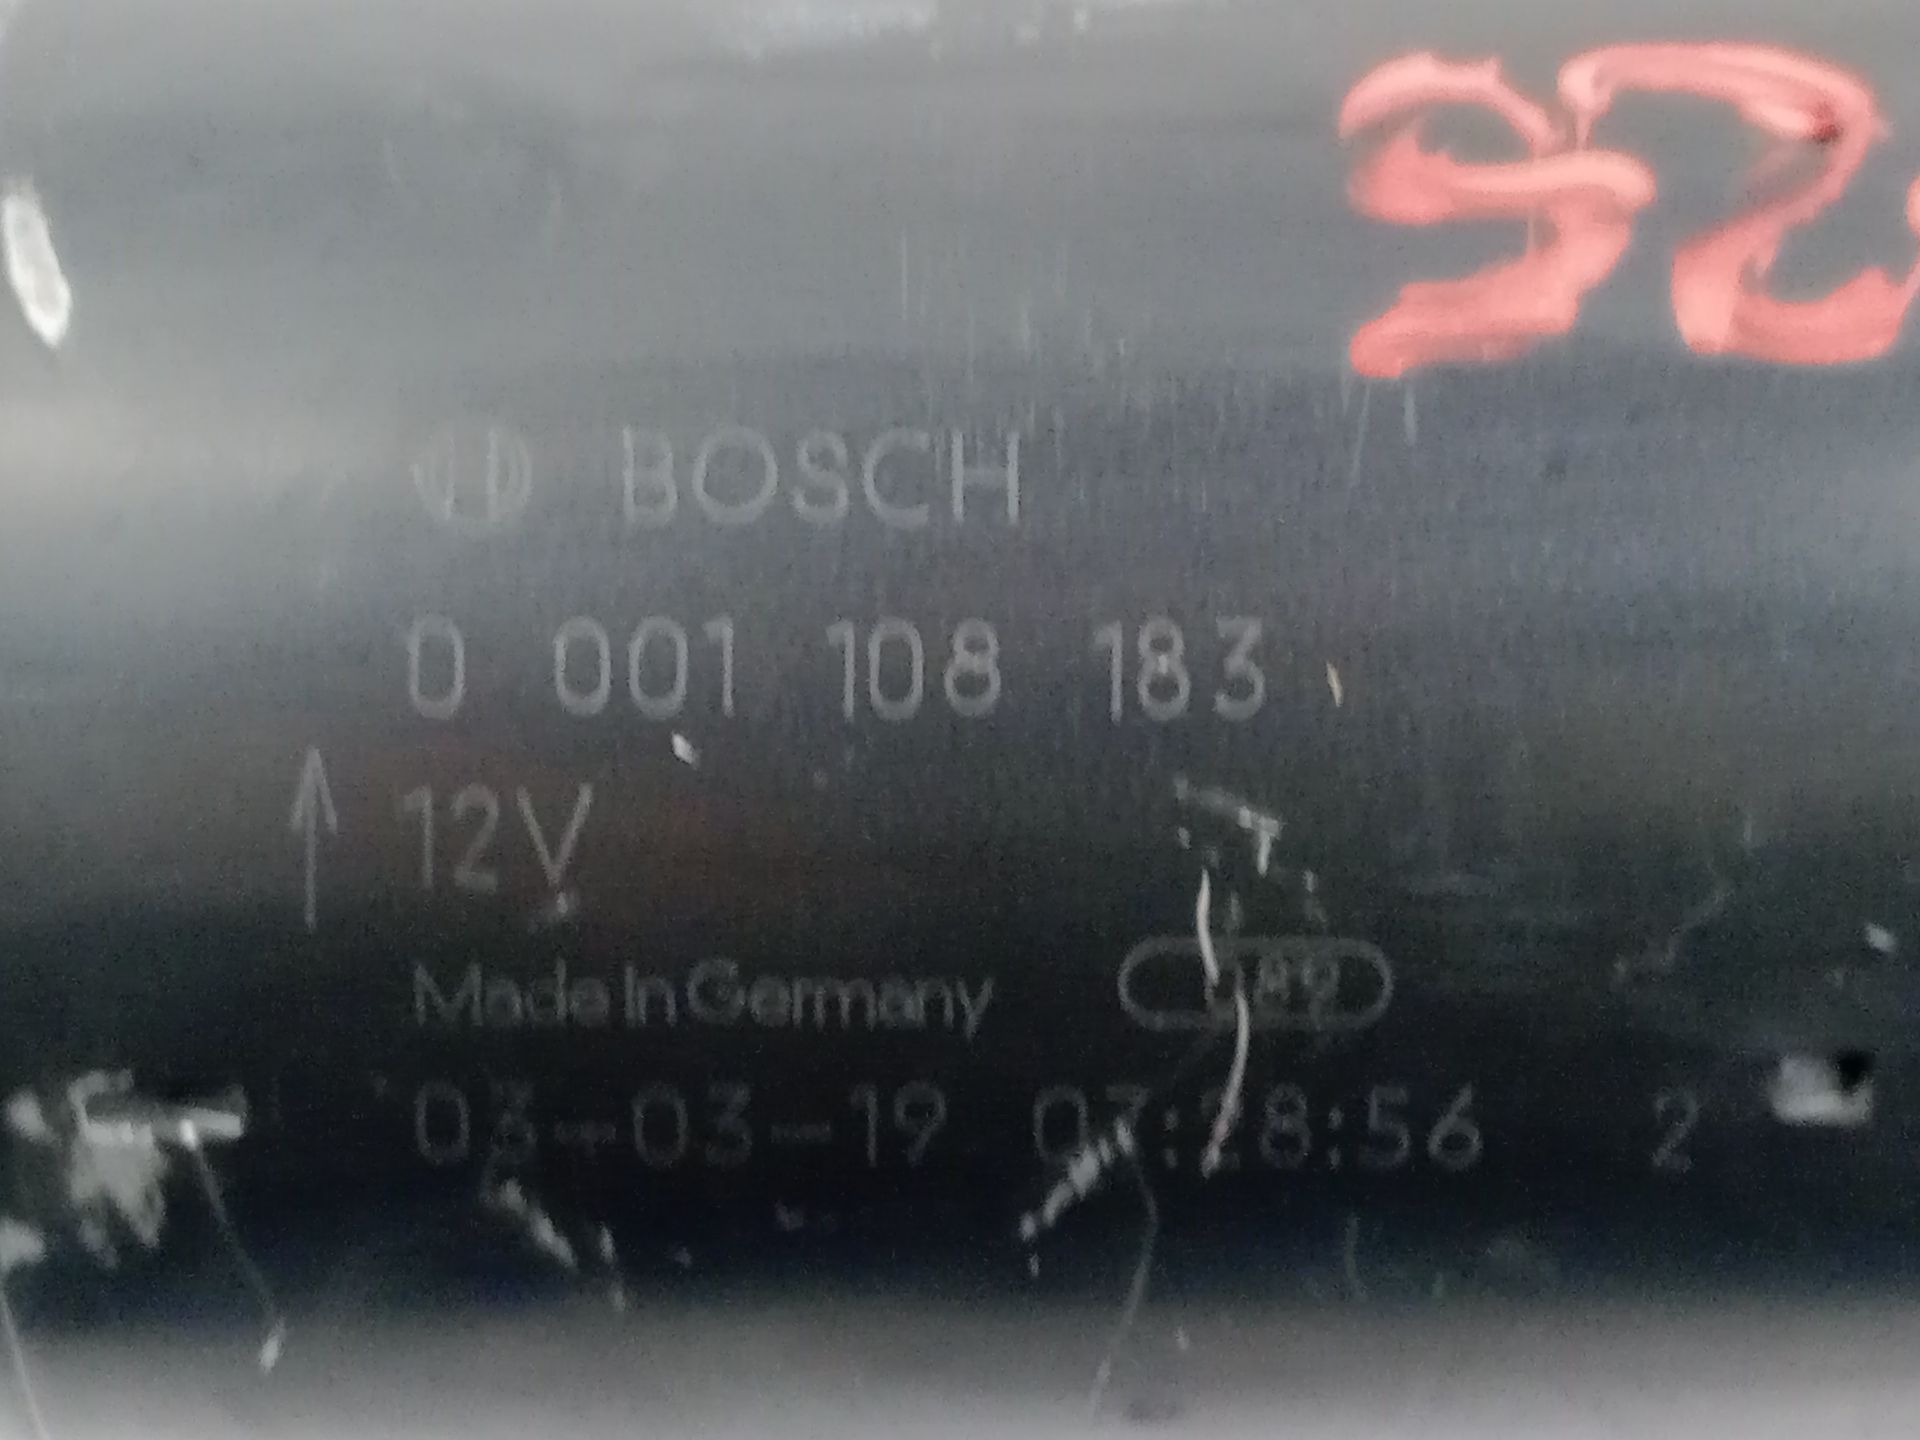 BOSCH
0 001 108 183
12V
Made In Germany
03-03-19 07:28:56 2